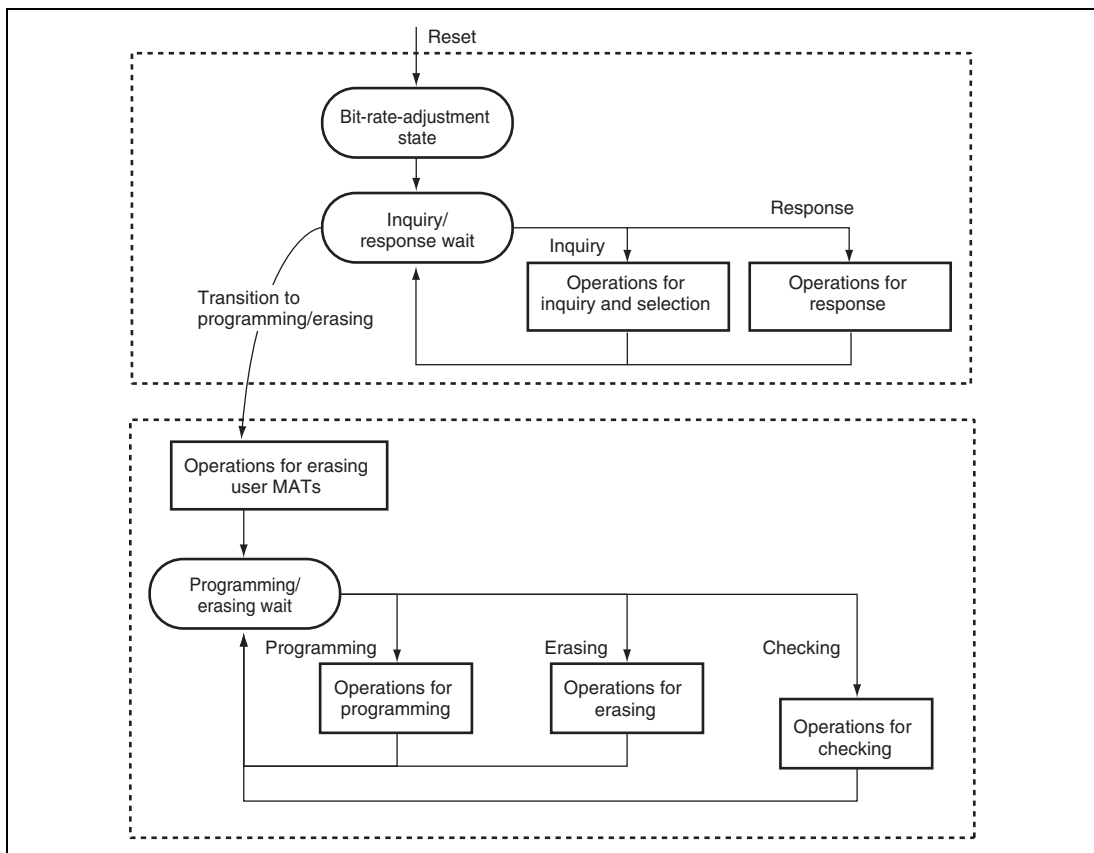 Reset
Bit-rate-adjustment
state
Inquiry/
response wait
Response
Inquiry
Operations for
inquiry and selection
Operations for
response
Transition to
programming/erasing
Operations for erasing
user MATs
Programming/
erasing wait
Programming
Erasing
Checking
Operations for
programming
Operations for
erasing
Operations for
checking